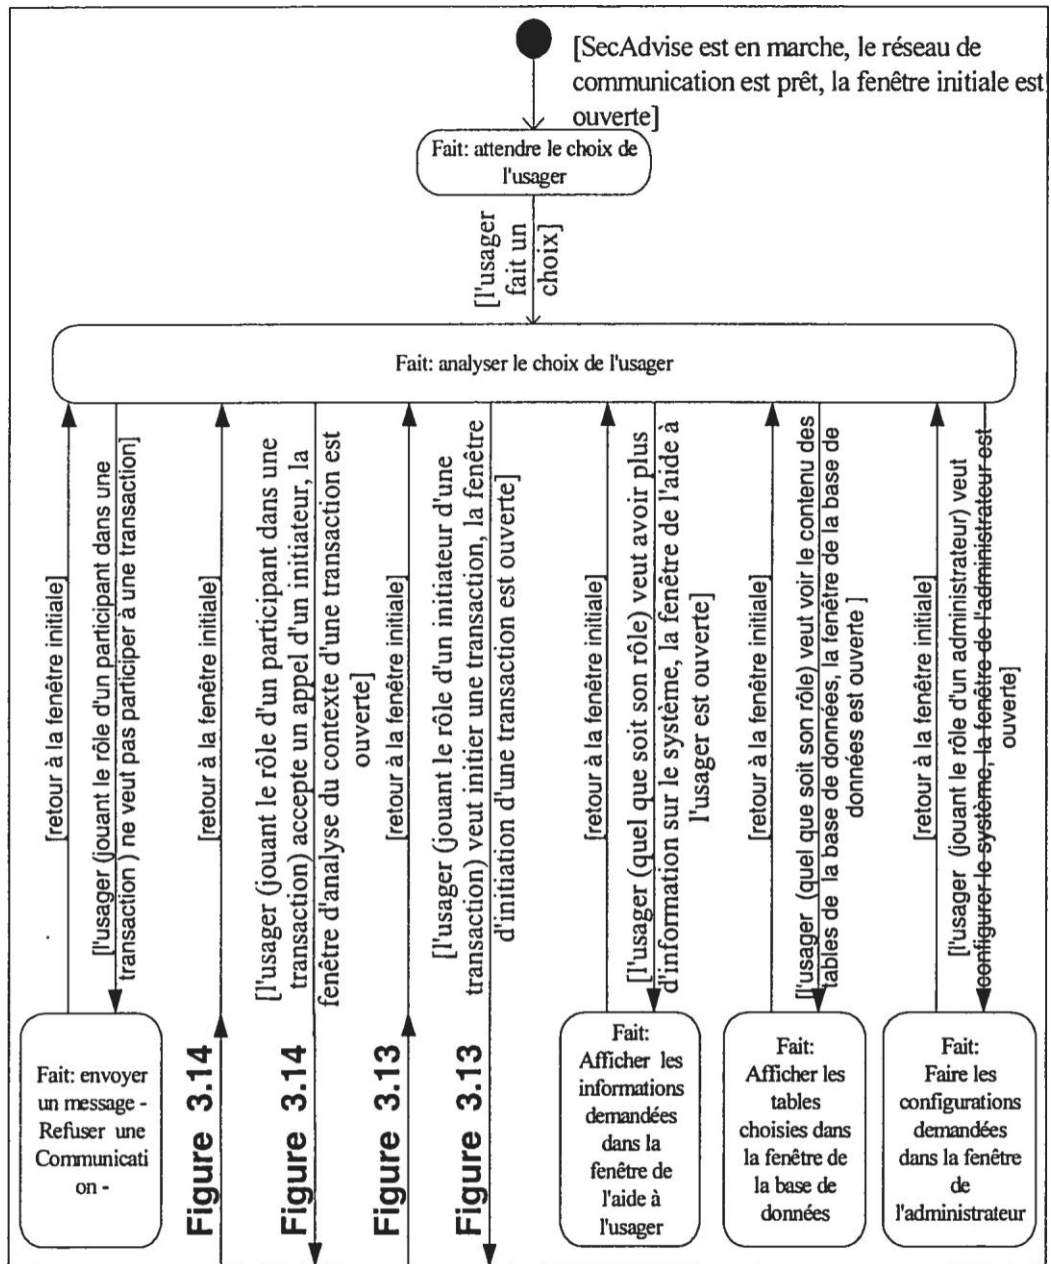 [SecAdvise est en marche, le réseau de
communication est prêt, la fenêtre initiale est
ouverte]
Fait: attendre le choix de
l'usager
[l'usager
fait un
choix]
Fait: analyser le choix de l'usager
[retour à la fenêtre initiale]
[l'usager (jouant le rôle d'un participant dans une
transaction ) ne veut pas participer à une transaction]
[retour à la fenêtre initiale]
[l'usager (jouant le rôle d'un participant dans une
transaction) accepte un appel d'un initiateur, la
fenêtre d'analyse du contexte d'une transaction est
ouverte]
[retour à la fenêtre initiale]
[l'usager (jouant le rôle d'un initiateur d'une
transaction) veut initier une transaction, la fenêtre
d'initiation d'une transaction est ouverte]
[retour à la fenêtre initiale]
[l'usager (quel que soit son rôle) veut avoir plus
d'information sur le système, la fenêtre de l'aide à
l'usager est ouverte]
[retour à la fenêtre initiale]
[l'usager (quel que soit son rôle) veut voir le contenu des
tables de la base de données, la fenêtre de la base de
données est ouverte ]
[retour à la fenêtre initiale]
[l'usager (jouant le rôle d'un administrateur) veut
configurer le système, la fenêtre de l'administrateur est
ouverte]
Fait: envoyer
un message -
Refuser une
Communicati
on -
Figure 3.14
Figure 3.14
Figure 3.13
Figure 3.13
Fait:
Afficher les
informations
demandées
dans la
fenêtre de
l'aide à
l'usager
Fait:
Afficher les
tables
choisies dans
la fenêtre de
la base de
données
Fait:
Faire les
configurations
demandées
dans la fenêtre
de
l'administrateur